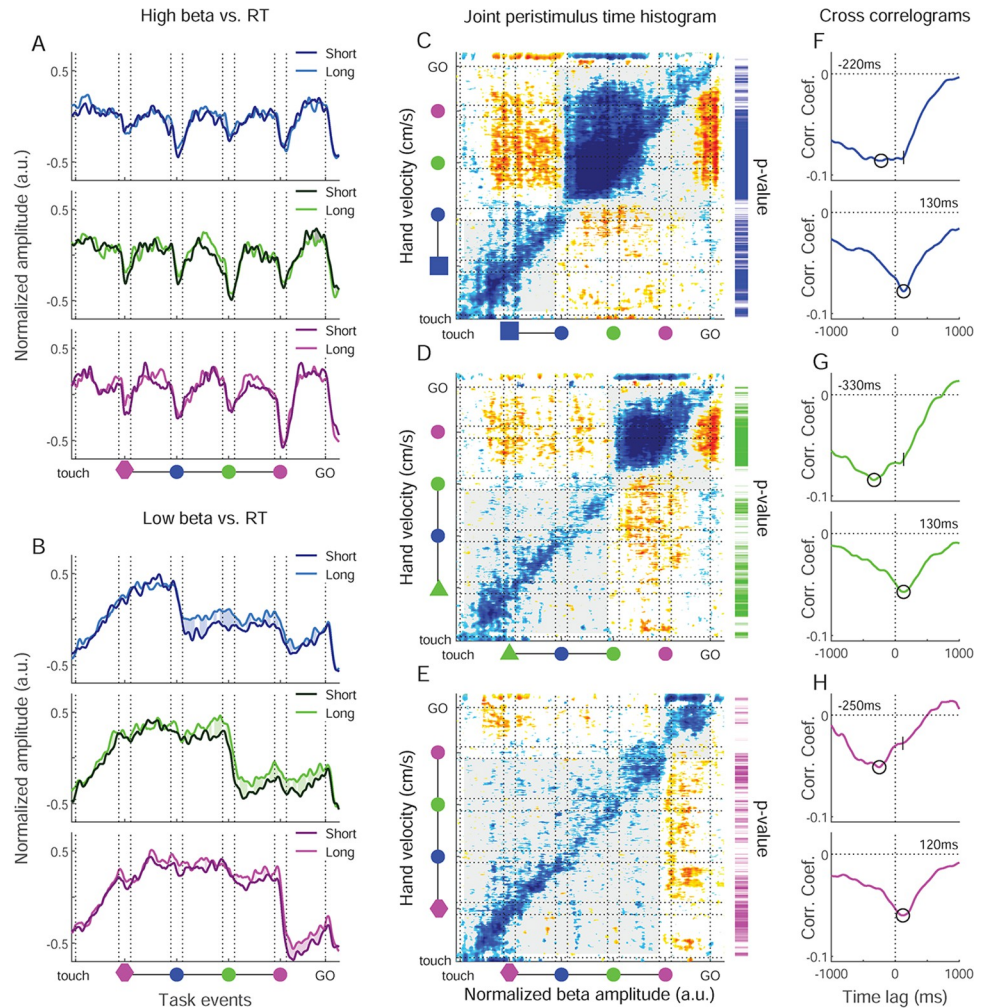 High beta vs. RT
A
Short
Long
0.5
-0.5
Short
Long
0.5
-0.5
Short
Long
0.5
-0.5
Normalized amplitude (a.u.)
touch
GO
Low beta vs. RT
B
Short
Long
0.5
-0.5
Short
Long
0.5
-0.5
Short
Long
0.5
-0.5
Normalized amplitude (a.u.)
touch
GO
Task events
Joint peristimulus time histogram
C
GO
Hand velocity (cm/s)
touch
GO
p-value
D
GO
Hand velocity (cm/s)
touch
touch
GO
p-value
E
GO
Hand velocity (cm/s)
touch
touch
GO
p-value
Normalized beta amplitude (a.u.)
Cross correlograms
F
-220ms
0
-0.1
Corr. Coef.
130ms
0
-0.1
Corr. Coef.
-1000
0
1000
G
-330ms
0
-0.1
Corr. Coef.
130ms
0
-0.1
Corr. Coef.
-1000
0
1000
H
-250ms
0
-0.1
Corr. Coef.
120ms
0
-0.1
Corr. Coef.
-1000
0
1000
Time lag (ms)